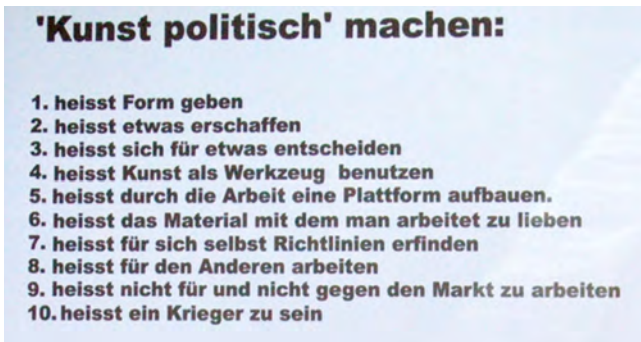 'Kunst politisch' machen:
1. heisst Form geben
2. heisst etwas erschaffen
3. heisst sich für etwas entscheiden
4. heisst Kunst als Werkzeug benutzen
5. heisst durch die Arbeit eine Plattform aufbauen.
6. heisst das Material mit dem man arbeitet zu lieben
7. heisst für sich selbst Richtlinien erfinden
8. heisst für den Anderen arbeiten
9. heisst nicht für und nicht gegen den Markt zu arbeiten
10. heisst ein Krieger zu sein